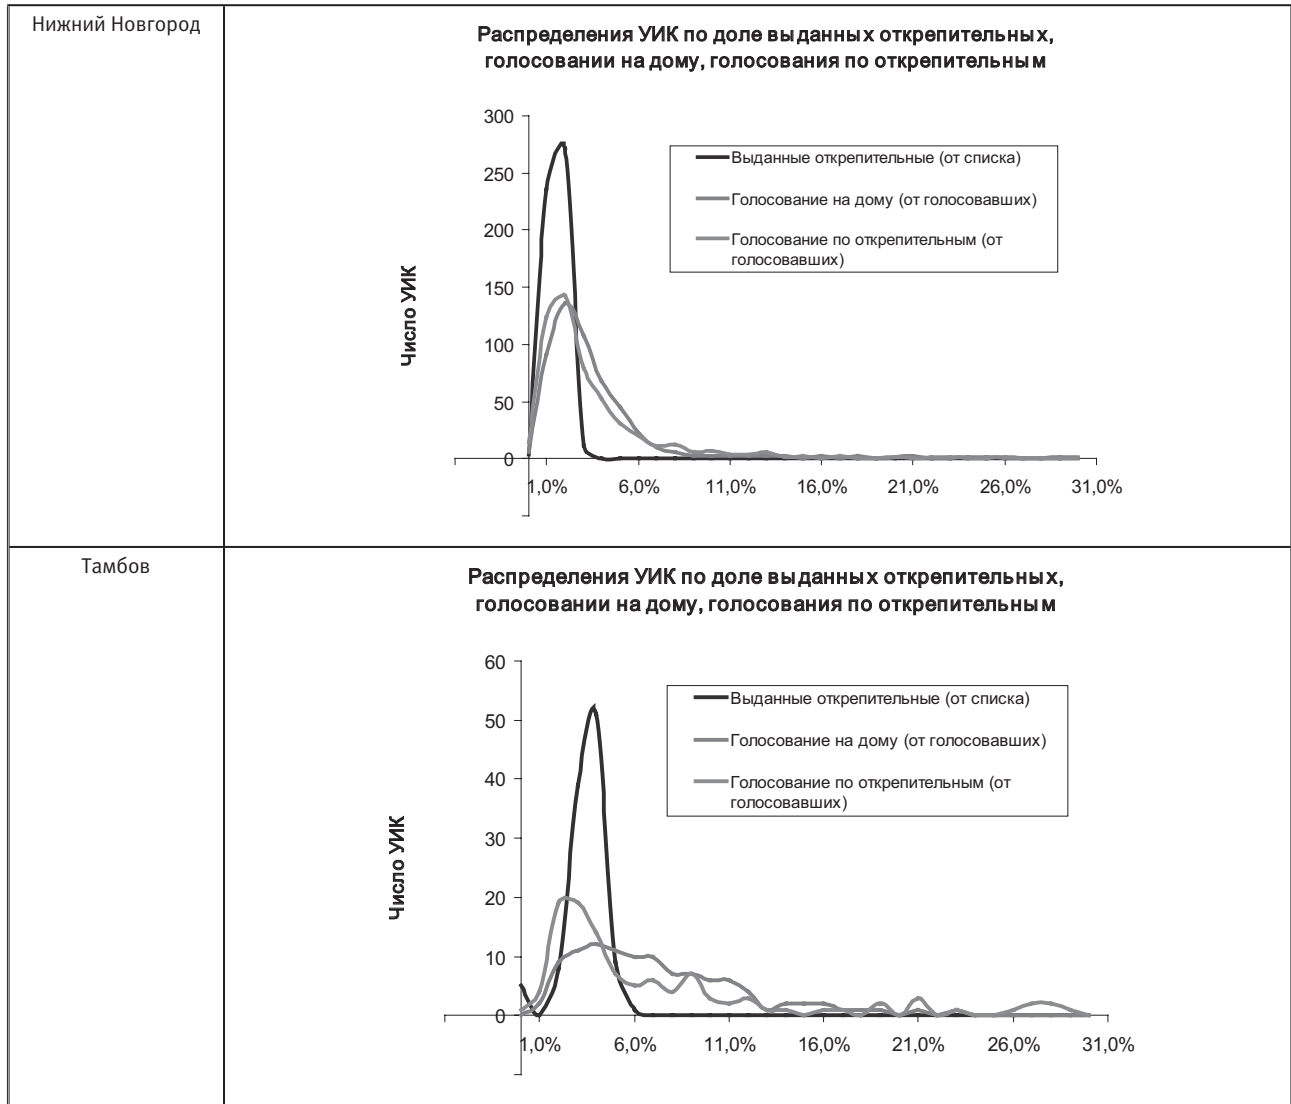 Нижний Новгород
Распределения УИК по доле выданных открепительных,
голосовании на дому, голосования по открепительным
300
250
200
150
100
50
0
Число УИК
Выданные открепительные (от списка)
Голосование на дому (от голосовавших)
Голосование по открепительным (от
голосовавших)
1,0% 6,0% 11,0% 16,0% 21,0% 26,0% 31,0%
Тамбов
Распределения УИК по доле выданных открепительных,
голосовании на дому, голосования по открепительным
60
50
40
30
20
10
0
Число УИК
Выданные открепительные (от списка)
Голосование на дому (от голосовавших)
Голосование по открепительным (от
голосовавших)
1,0% 6,0% 11,0% 16,0% 21,0% 26,0% 31,0%